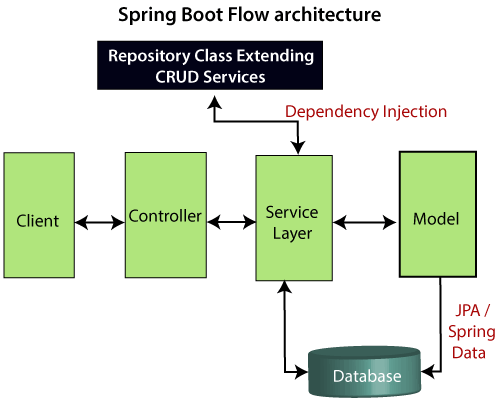 Spring Boot Flow architecture
Repository Class Extending
CRUD Services
Dependency Injection
Client
Controller
Service
Layer
Model
JPA /
Spring
Data
Database